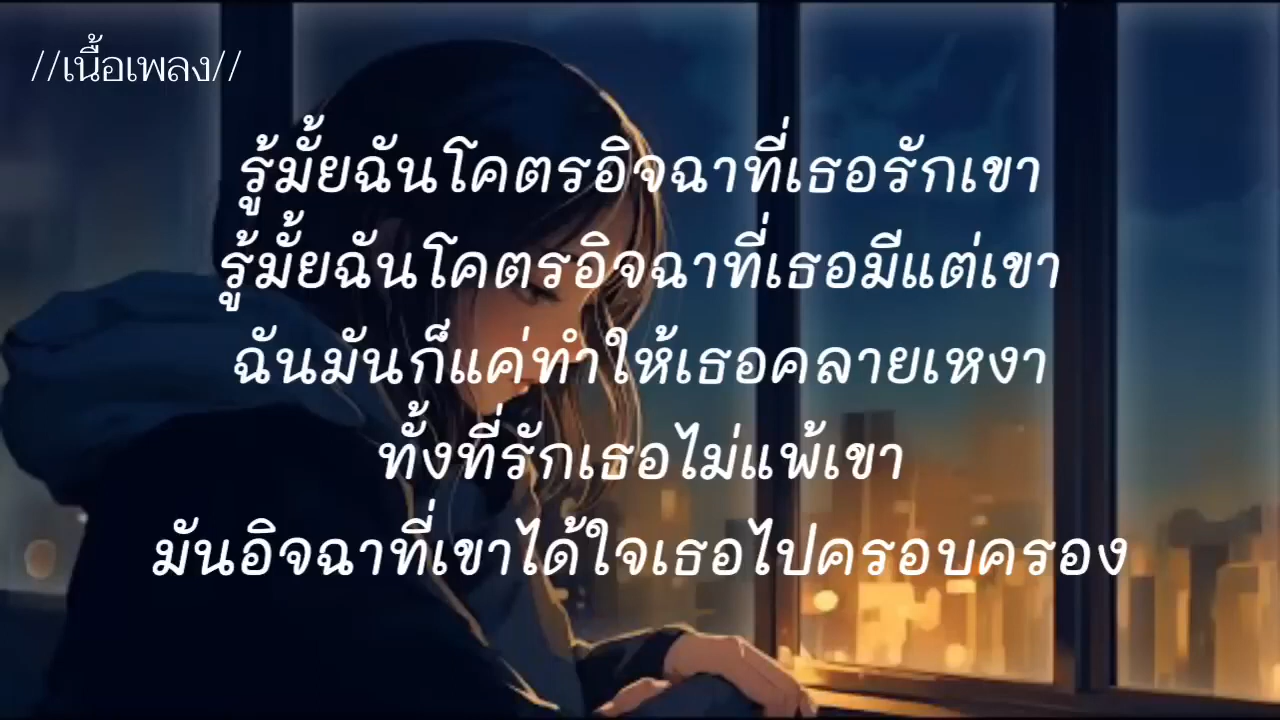 //เนื้อเพลง//
รู้มั้ยฉันโคตรอิจฉาที่เธอรักเขา
รู้มั้ยฉันโคตรอิจฉาที่เธอมีแต่เขา
ฉันมันก็แค่ทำให้เธอคลายเหงา
ทั้งที่รักเธอไม่แพ้เขา
มันอิจฉาที่เขาได้ใจเธอไปครอบครอง